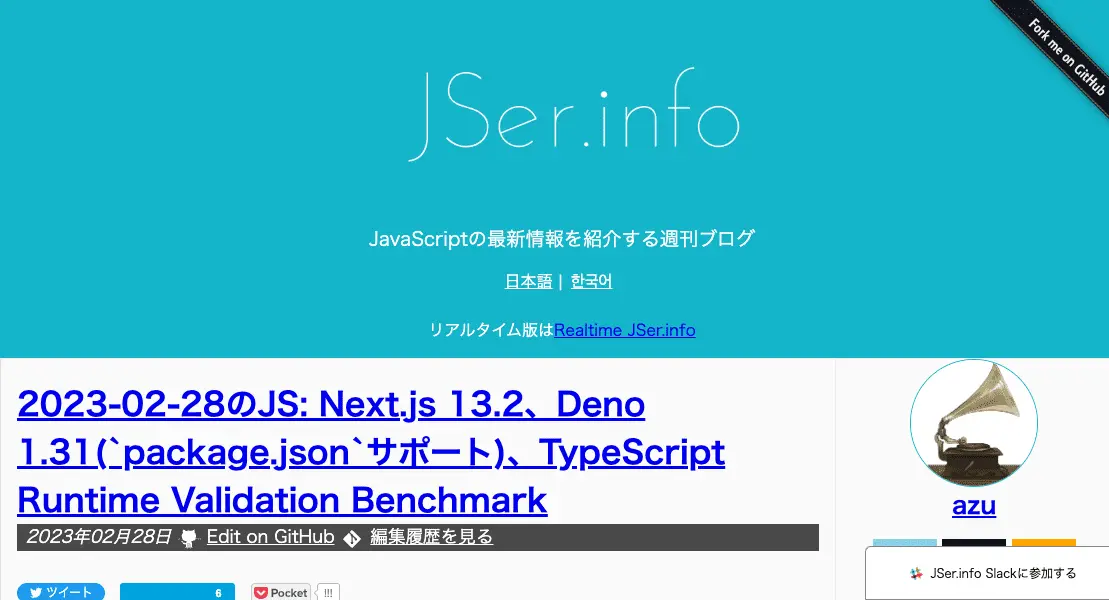 Fork me on GitHub
JSer.info
JavaScriptの最新情報を紹介する週刊ブログ
日本語 | 한국어
リアルタイム版はRealtime JSer.info
2023-02-28のJS: Next.js 13.2、Deno
1.31(`package.json`サポート)、TypeScript
Runtime Validation Benchmark
2023年02月28日 Edit on GitHub 編集履歴を見る
ツイート 6 Pocket !!!
azu
JSer.info Slackに参加する